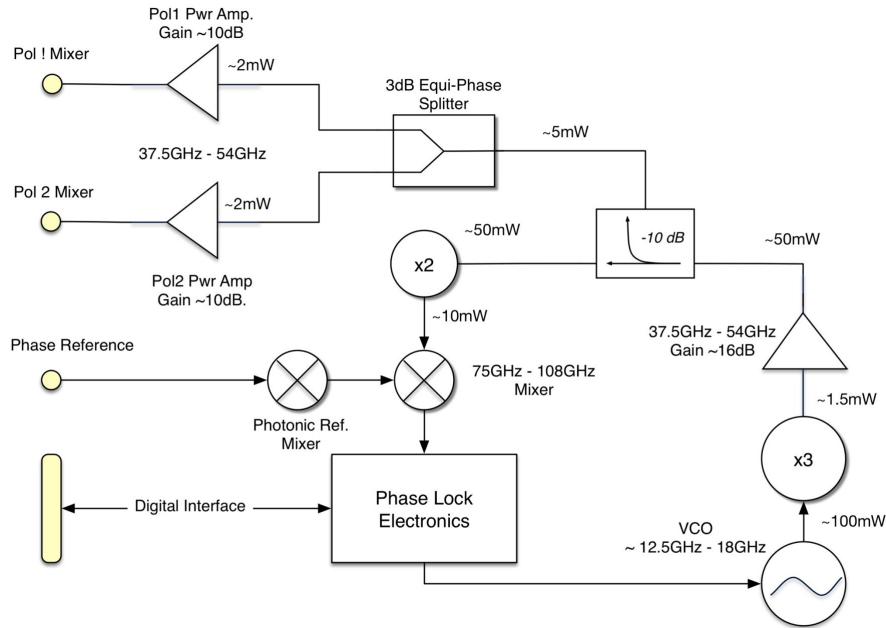 Pol1 Pwr Amp.
Gain ~10dB
Pol ! Mixer
~2mW
3dB Equi-Phase
Splitter
~5mW
37.5GHz - 54GHz
Pol 2 Mixer
~2mW
~50mW
-10 dB
~50mW
x2
Pol2 Pwr Amp
Gain ~10dB.
~10mW
37.5GHz - 54GHz
Gain ~16dB
Phase Reference
75GHz - 108GHz
Mixer
~1.5mW
Photonic Ref.
Mixer
x3
Digital Interface
Phase Lock
Electronics
~100mW
VCO
~ 12.5GHz - 18GHz